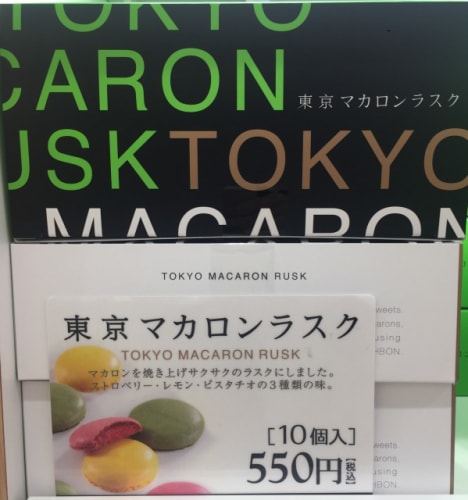 TOKYO
CARON
東京マカロンラスク
USKTOKYO
MACARON
TOKYO MACARON RUSK
東京マカロンラスク
TOKYO MACARON RUSK
マカロンを焼き上げサクサクのラスクにしました。
ストロベリー・レモン・ピスタチオの3種類の味。
[10個入]
550円[税込]
weets.
arons,
using
HBON.
weets.
arons,
using
HBON.